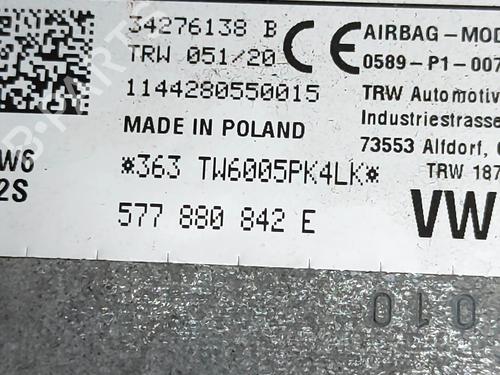 34276138 B
TRW 051/20
1144280550015
CE
AIRBAG-MOD
0589-P1-007
TRW Automotiv
Industriestrasse
73553 Alfdorf, G
TRW 187
MADE IN POLAND
W6
2S
*363 TW6005PK4LK*
577 880 842 E
VW
010